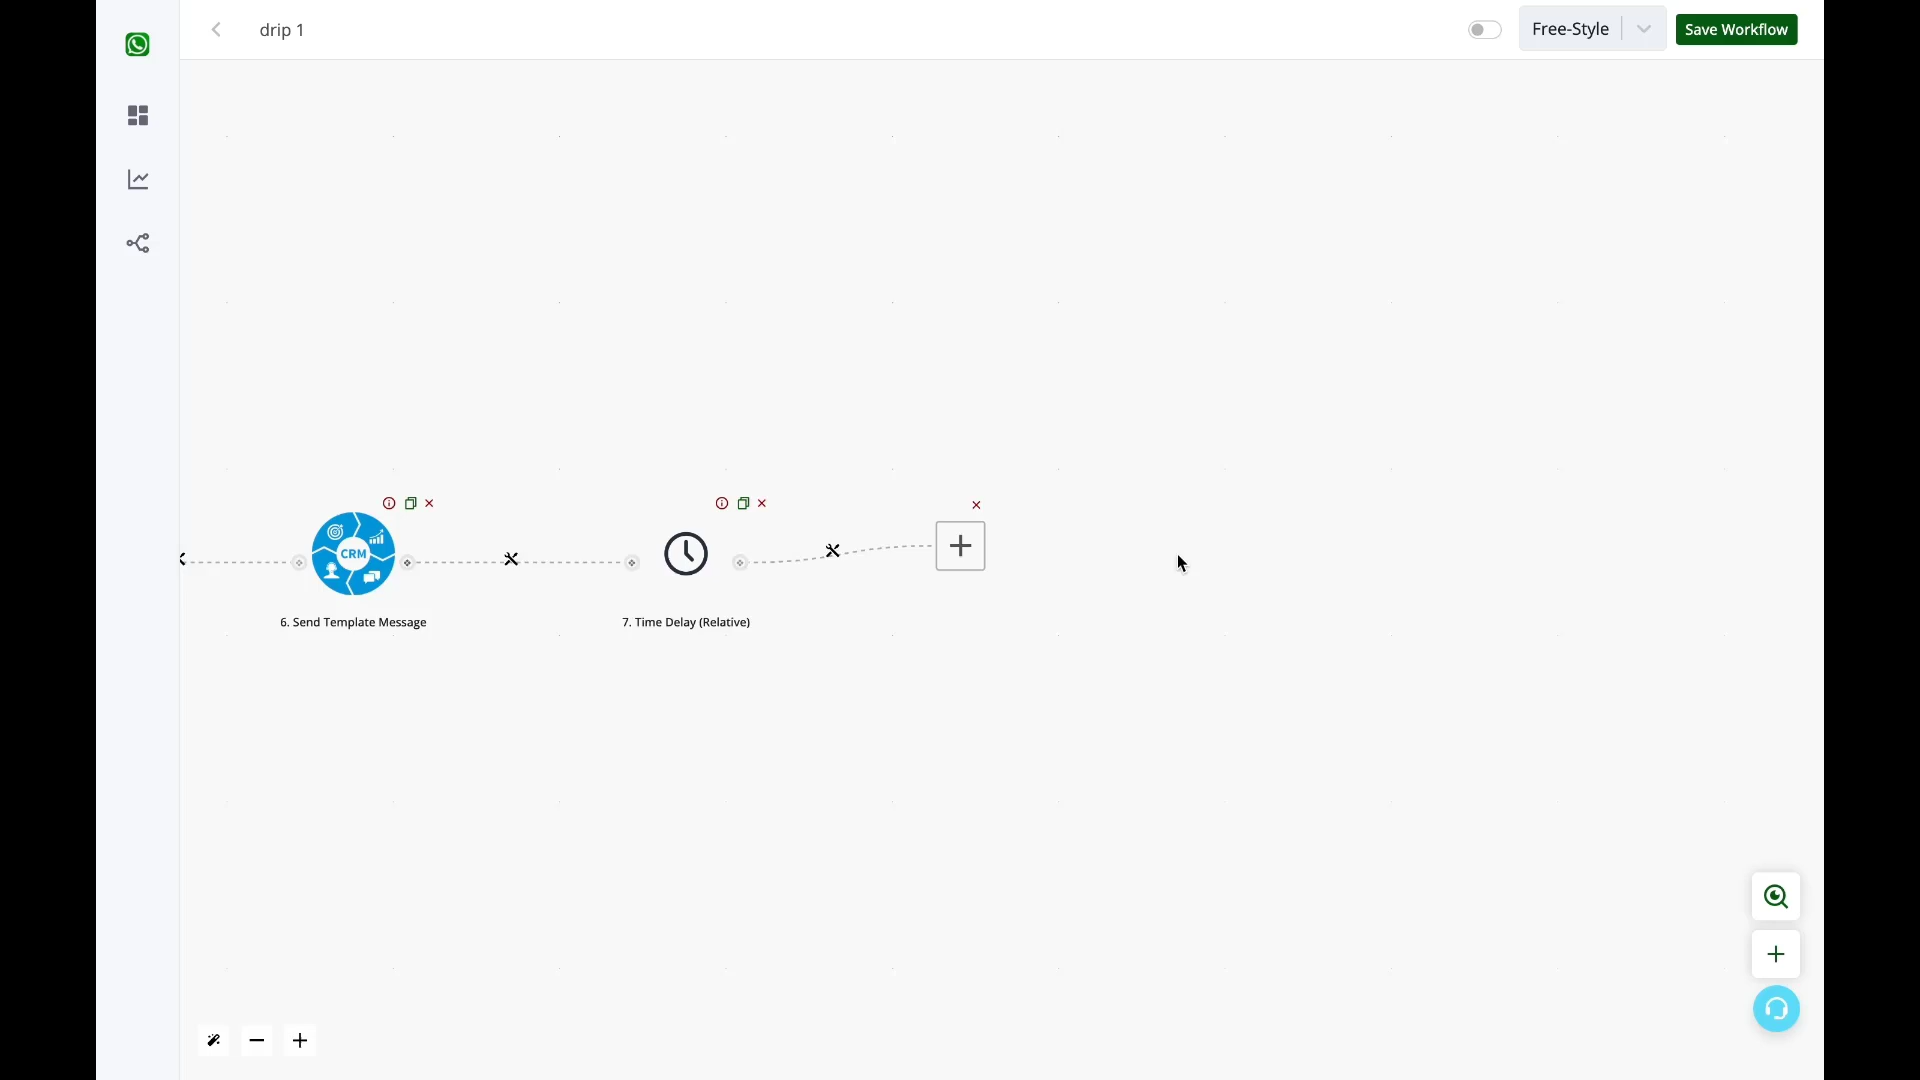 drip 1
Free-Style
Save Workflow
CRM
6. Send Template Message
7. Time Delay (Relative)